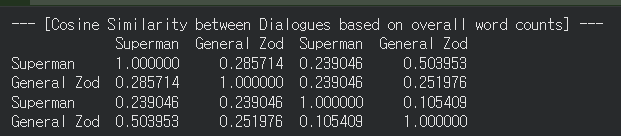 --- [Cosine Similarity between Dialogues based on overall word counts] ---
Superman General Zod Superman General Zod
Superman 1.000000 0.285714 0.239046 0.503953
General Zod 0.285714 1.000000 0.239046 0.251976
Superman 0.239046 0.239046 1.000000 0.105409
General Zod 0.503953 0.251976 0.105409 1.000000